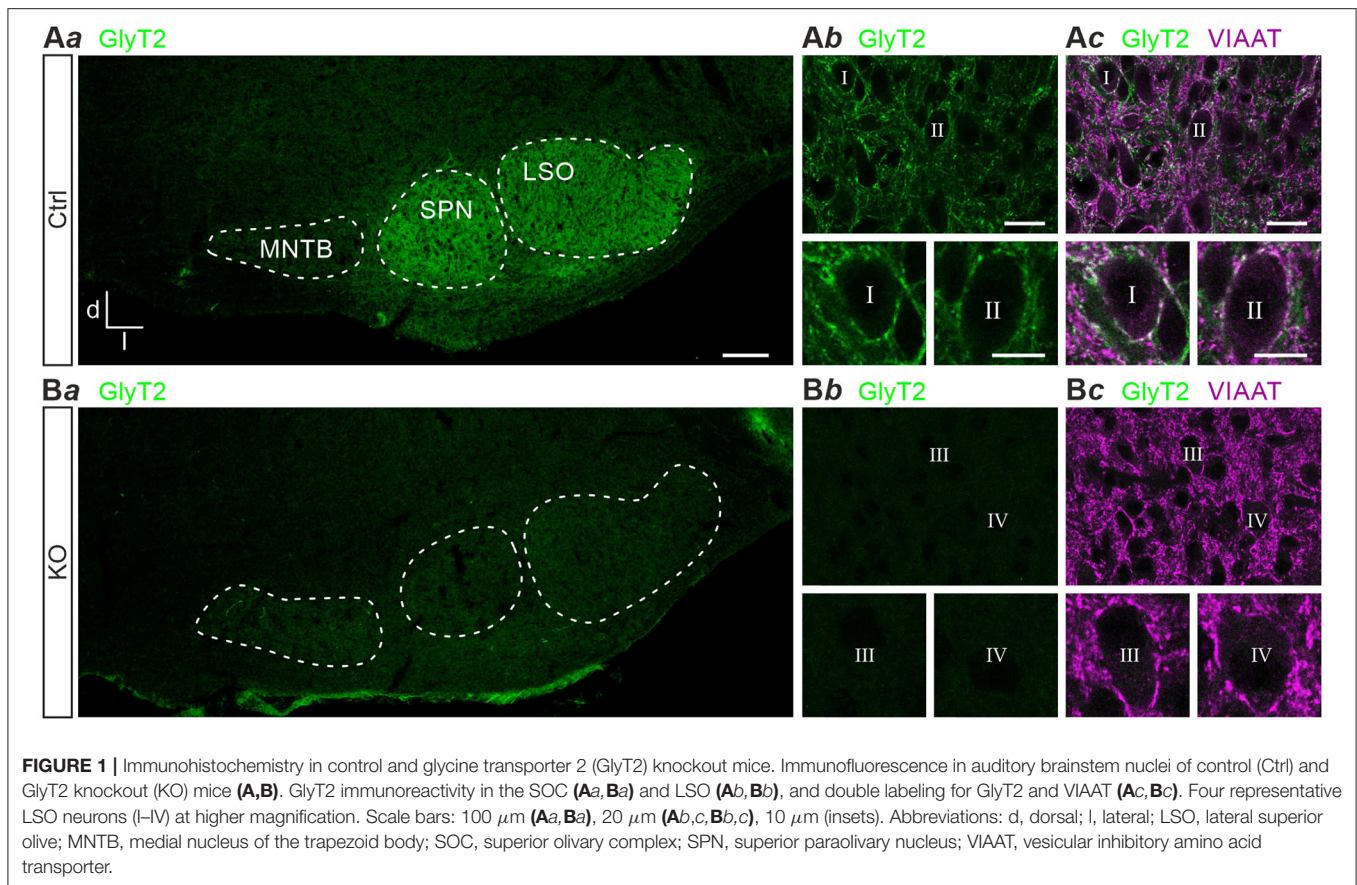 Aa GlyT2
Ab GlyT2
Ac GlyT2 VIAAT
Ctrl
MNTB
SPN
LSO
d
l
I
II
I
II
I
II
I
II
Ba GlyT2
Bb GlyT2
Bc GlyT2 VIAAT
KO
III
IV
III
IV
III
IV
III
IV
FIGURE 1 | Immunohistochemistry in control and glycine transporter 2 (GlyT2) knockout mice. Immunofluorescence in auditory brainstem nuclei of control (Ctrl) and
GlyT2 knockout (KO) mice (A,B). GlyT2 immunoreactivity in the SOC (Aa,Ba) and LSO (Ab,Bb), and double labeling for GlyT2 and VIAAT (Ac,Bc). Four representative
LSO neurons (I–IV) at higher magnification. Scale bars: 100 μm (Aa,Ba), 20 μm (Ab,c,Bb,c), 10 μm (insets). Abbreviations: d, dorsal; l, lateral; LSO, lateral superior
olive; MNTB, medial nucleus of the trapezoid body; SOC, superior olivary complex; SPN, superior paraolivary nucleus; VIAAT, vesicular inhibitory amino acid
transporter.